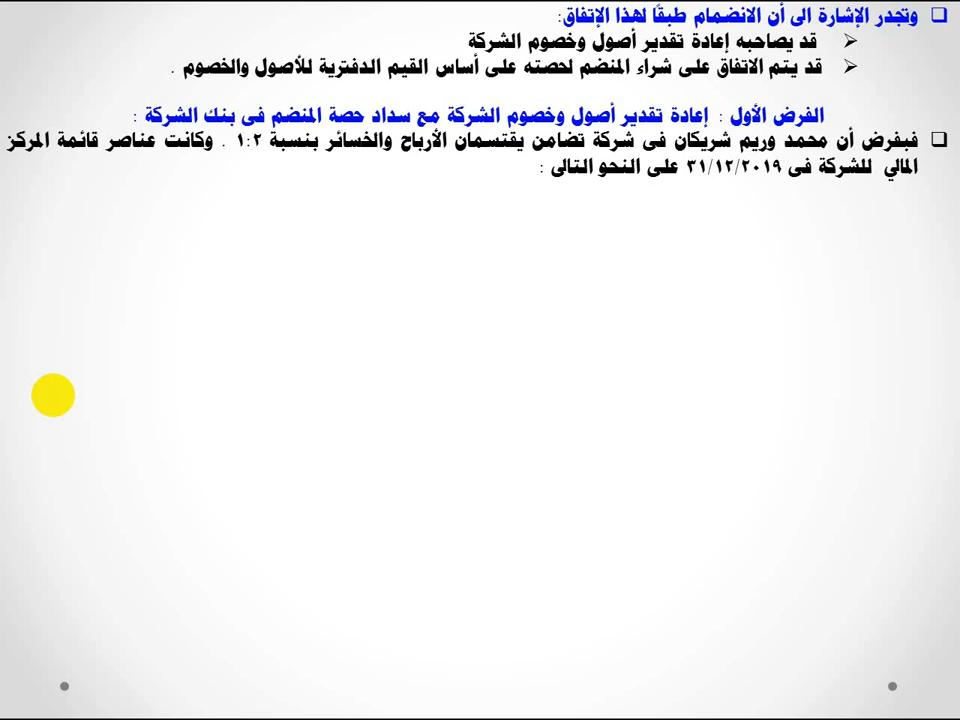 ❑ وتجدر الإشارة الى أن الانضمام طبقًا لهذا الإتفاق:
➢ قد يصاحبه إعادة تقدير أصول وخصوم الشركة
➢ قد يتم الاتفاق على شراء المنضم لحصته على أساس القيم الدفترية للأصول والخصوم .
الفرض الأول : إعادة تقدير أصول وخصوم الشركة مع سداد حصة المنضم فى بنك الشركة :
❑ فبفرض أن محمد وريم شريكان فى شركة تضامن يقتسمان الأرباح والخسائر بنسبة ١:٢ . وكانت عناصر قائمة المركز
المالي للشركة فى ٣١/١٢/٢٠١٩ على النحو التالى :